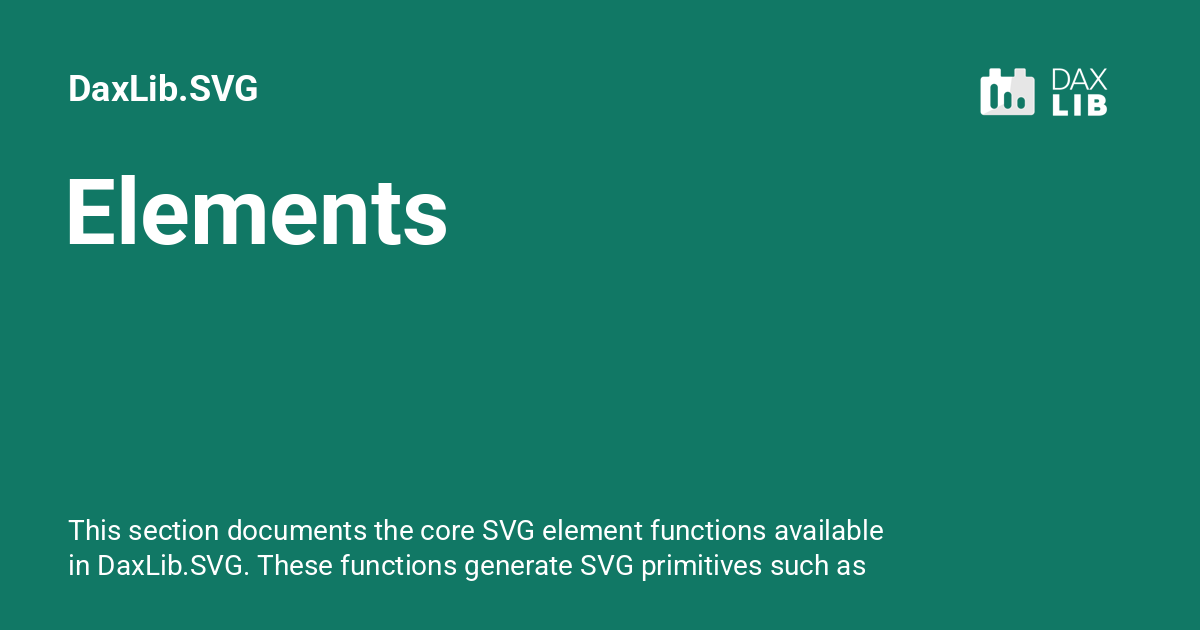 DaxLib.SVG
DAX
LIB
Elements
This section documents the core SVG element functions available
in DaxLib.SVG. These functions generate SVG primitives such as